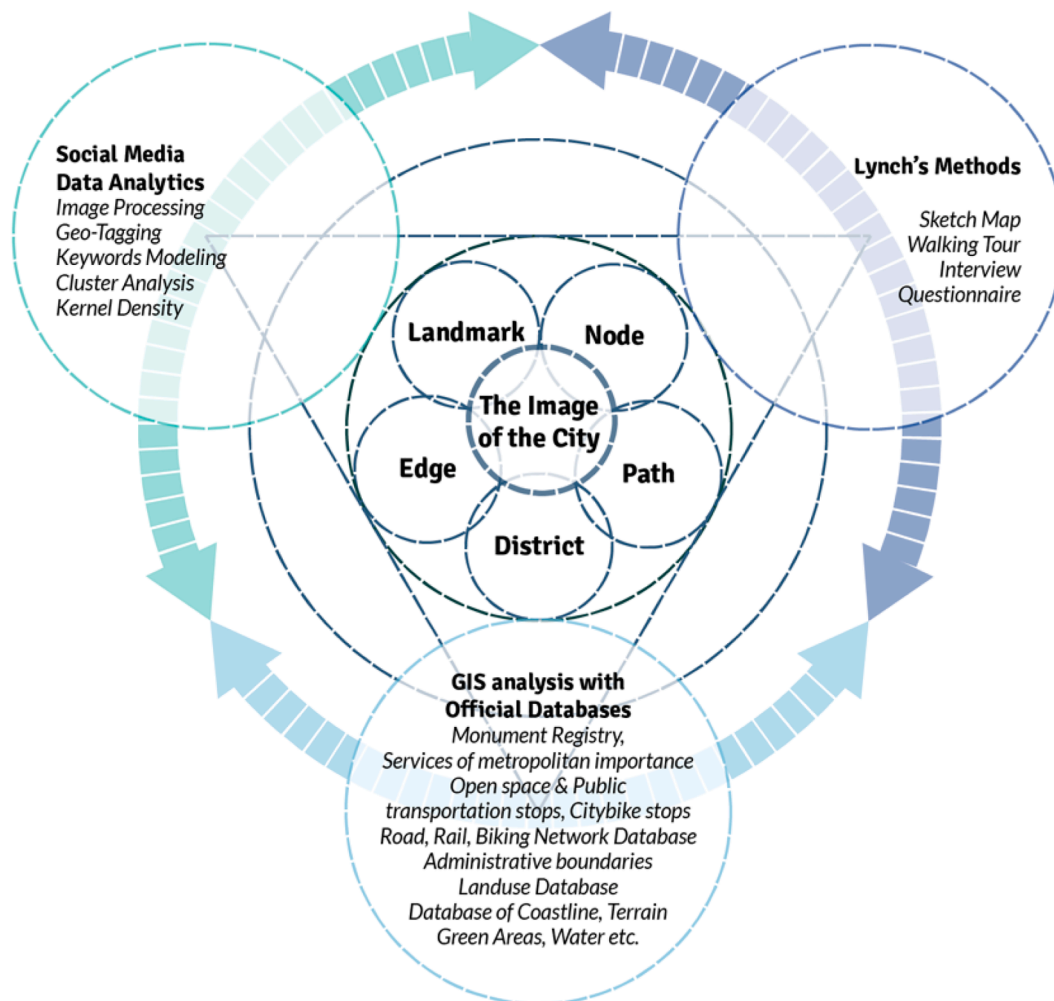 Social Media
Data Analytics
Image Processing
Geo-Tagging
Keywords Modeling
Cluster Analysis
Kernel Density
Lynch's Methods
Sketch Map
Walking Tour
Interview
Questionnaire
Landmark
Node
The Image
of the City
Edge
Path
District
GIS analysis with
Official Databases
Monument Registry,
Services of metropolitan importance
Open space & Public
transportation stops, Citybike stops
Road, Rail, Biking Network Database
Administrative boundaries
Landuse Database
Database of Coastline, Terrain
Green Areas, Water etc.